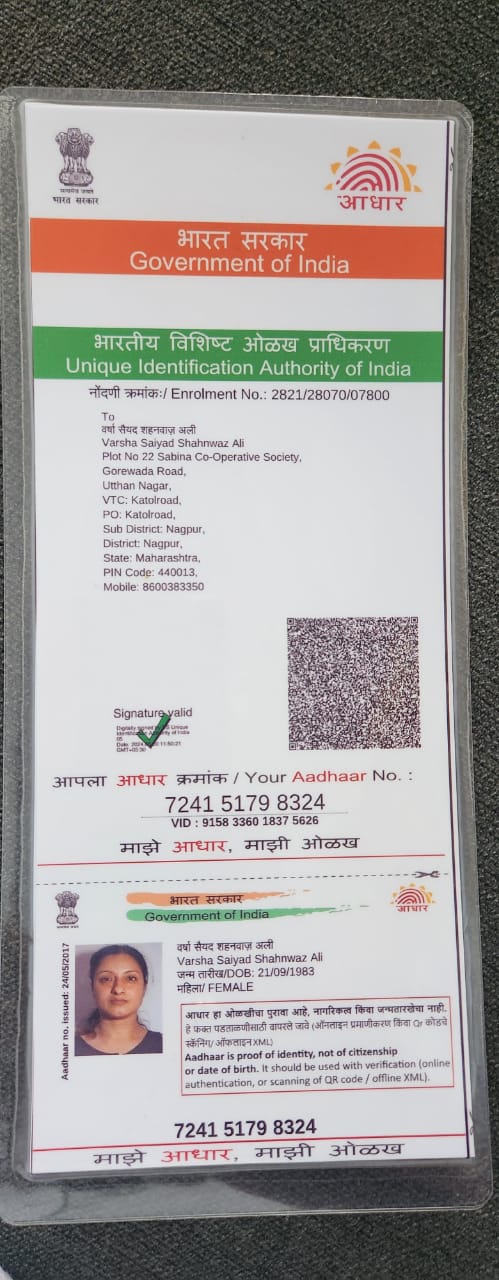 भारत सरकार
आधार
भारत सरकार
Government of India
भारतीय विशिष्ट ओळख प्राधिकरण
Unique Identification Authority of India
नोंदणी क्रमांकः/ Enrolment No.: 2821/28070/07800
To
वर्षा सैयद शहनवाज़ अली
Varsha Saiyad Shahnwaz Ali
Plot No 22 Sabina Co-Operative Society,
Gorewada Road,
Utthan Nagar,
VTC: Katolroad,
PO: Katolroad,
Sub District: Nagpur,
District: Nagpur,
State: Maharashtra,
PIN Code: 440013,
Mobile: 8600383350
Signature valid
Digitally signed by Unique
Identification Authority of India
05
Date: 2024 11:50:21
GMT+05:30
आपला आधार क्रमांक / Your Aadhaar No. :
7241 5179 8324
VID : 9158 3360 1837 5626
माझे आधार, माझी ओळख
भारत सरकार
Government of India
आधार
Aadhaar no. issued: 24/05/2017
वर्षा सैयद शहनवाज़ अली
Varsha Saiyad Shahnwaz Ali
जन्म तारीख/DOB: 21/09/1983
महिला/ FEMALE
आधार हा ओळखीचा पुरावा आहे, नागरिकत्व किंवा जन्मतारखेचा नाही.
हे फक्त पडताळणीसाठी वापरले जावे (ऑनलाइन प्रमाणीकरण किंवा QR कोडचे
स्कॅनिंग/ ऑफलाइन XML)
Aadhaar is proof of identity, not of citizenship
or date of birth. It should be used with verification (online
authentication, or scanning of QR code / offline XML).
7241 5179 8324
माझे आधार, माझी ओळख